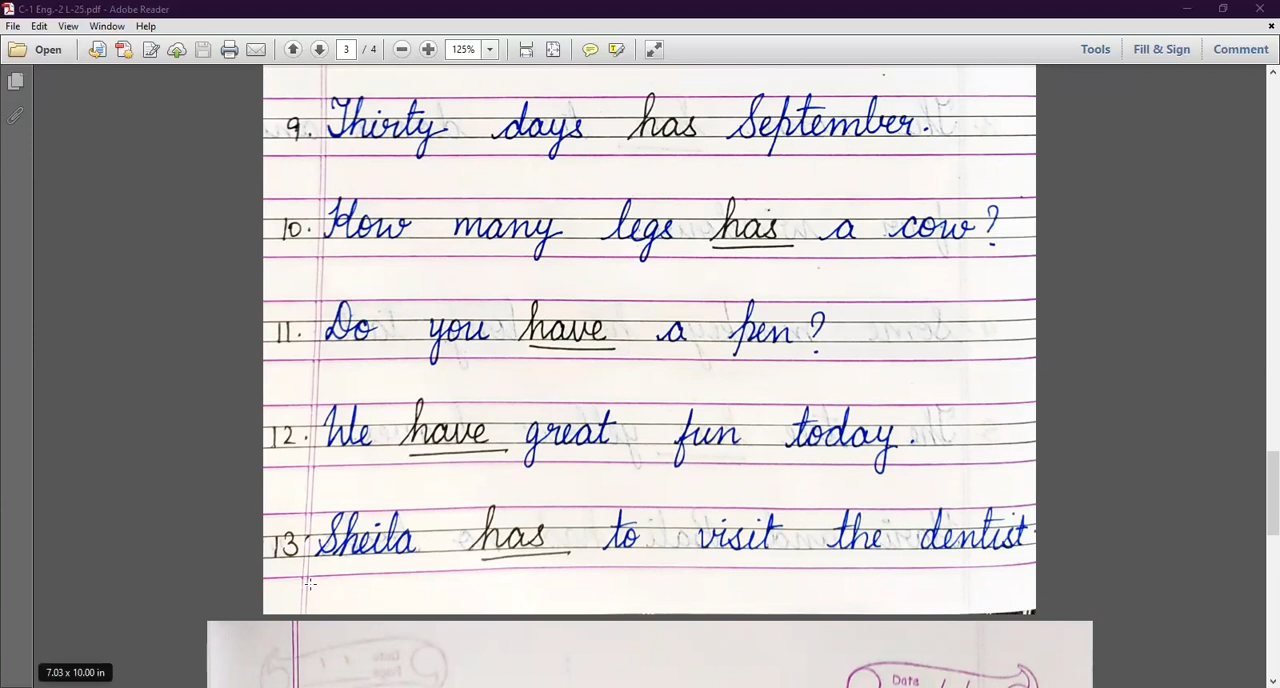 C-1 Eng.-2 L-25.pdf - Adobe Reader
File Edit View Window Help
Open 3 / 4 125% Tools Fill & Sign Comment
9. Thirty days has September.
10. How many legs has a cow?
11. Do you have a pen?
12. We have great fun today.
13. Sheila has to visit the dentist.
Data
7.03 x 10.00 in